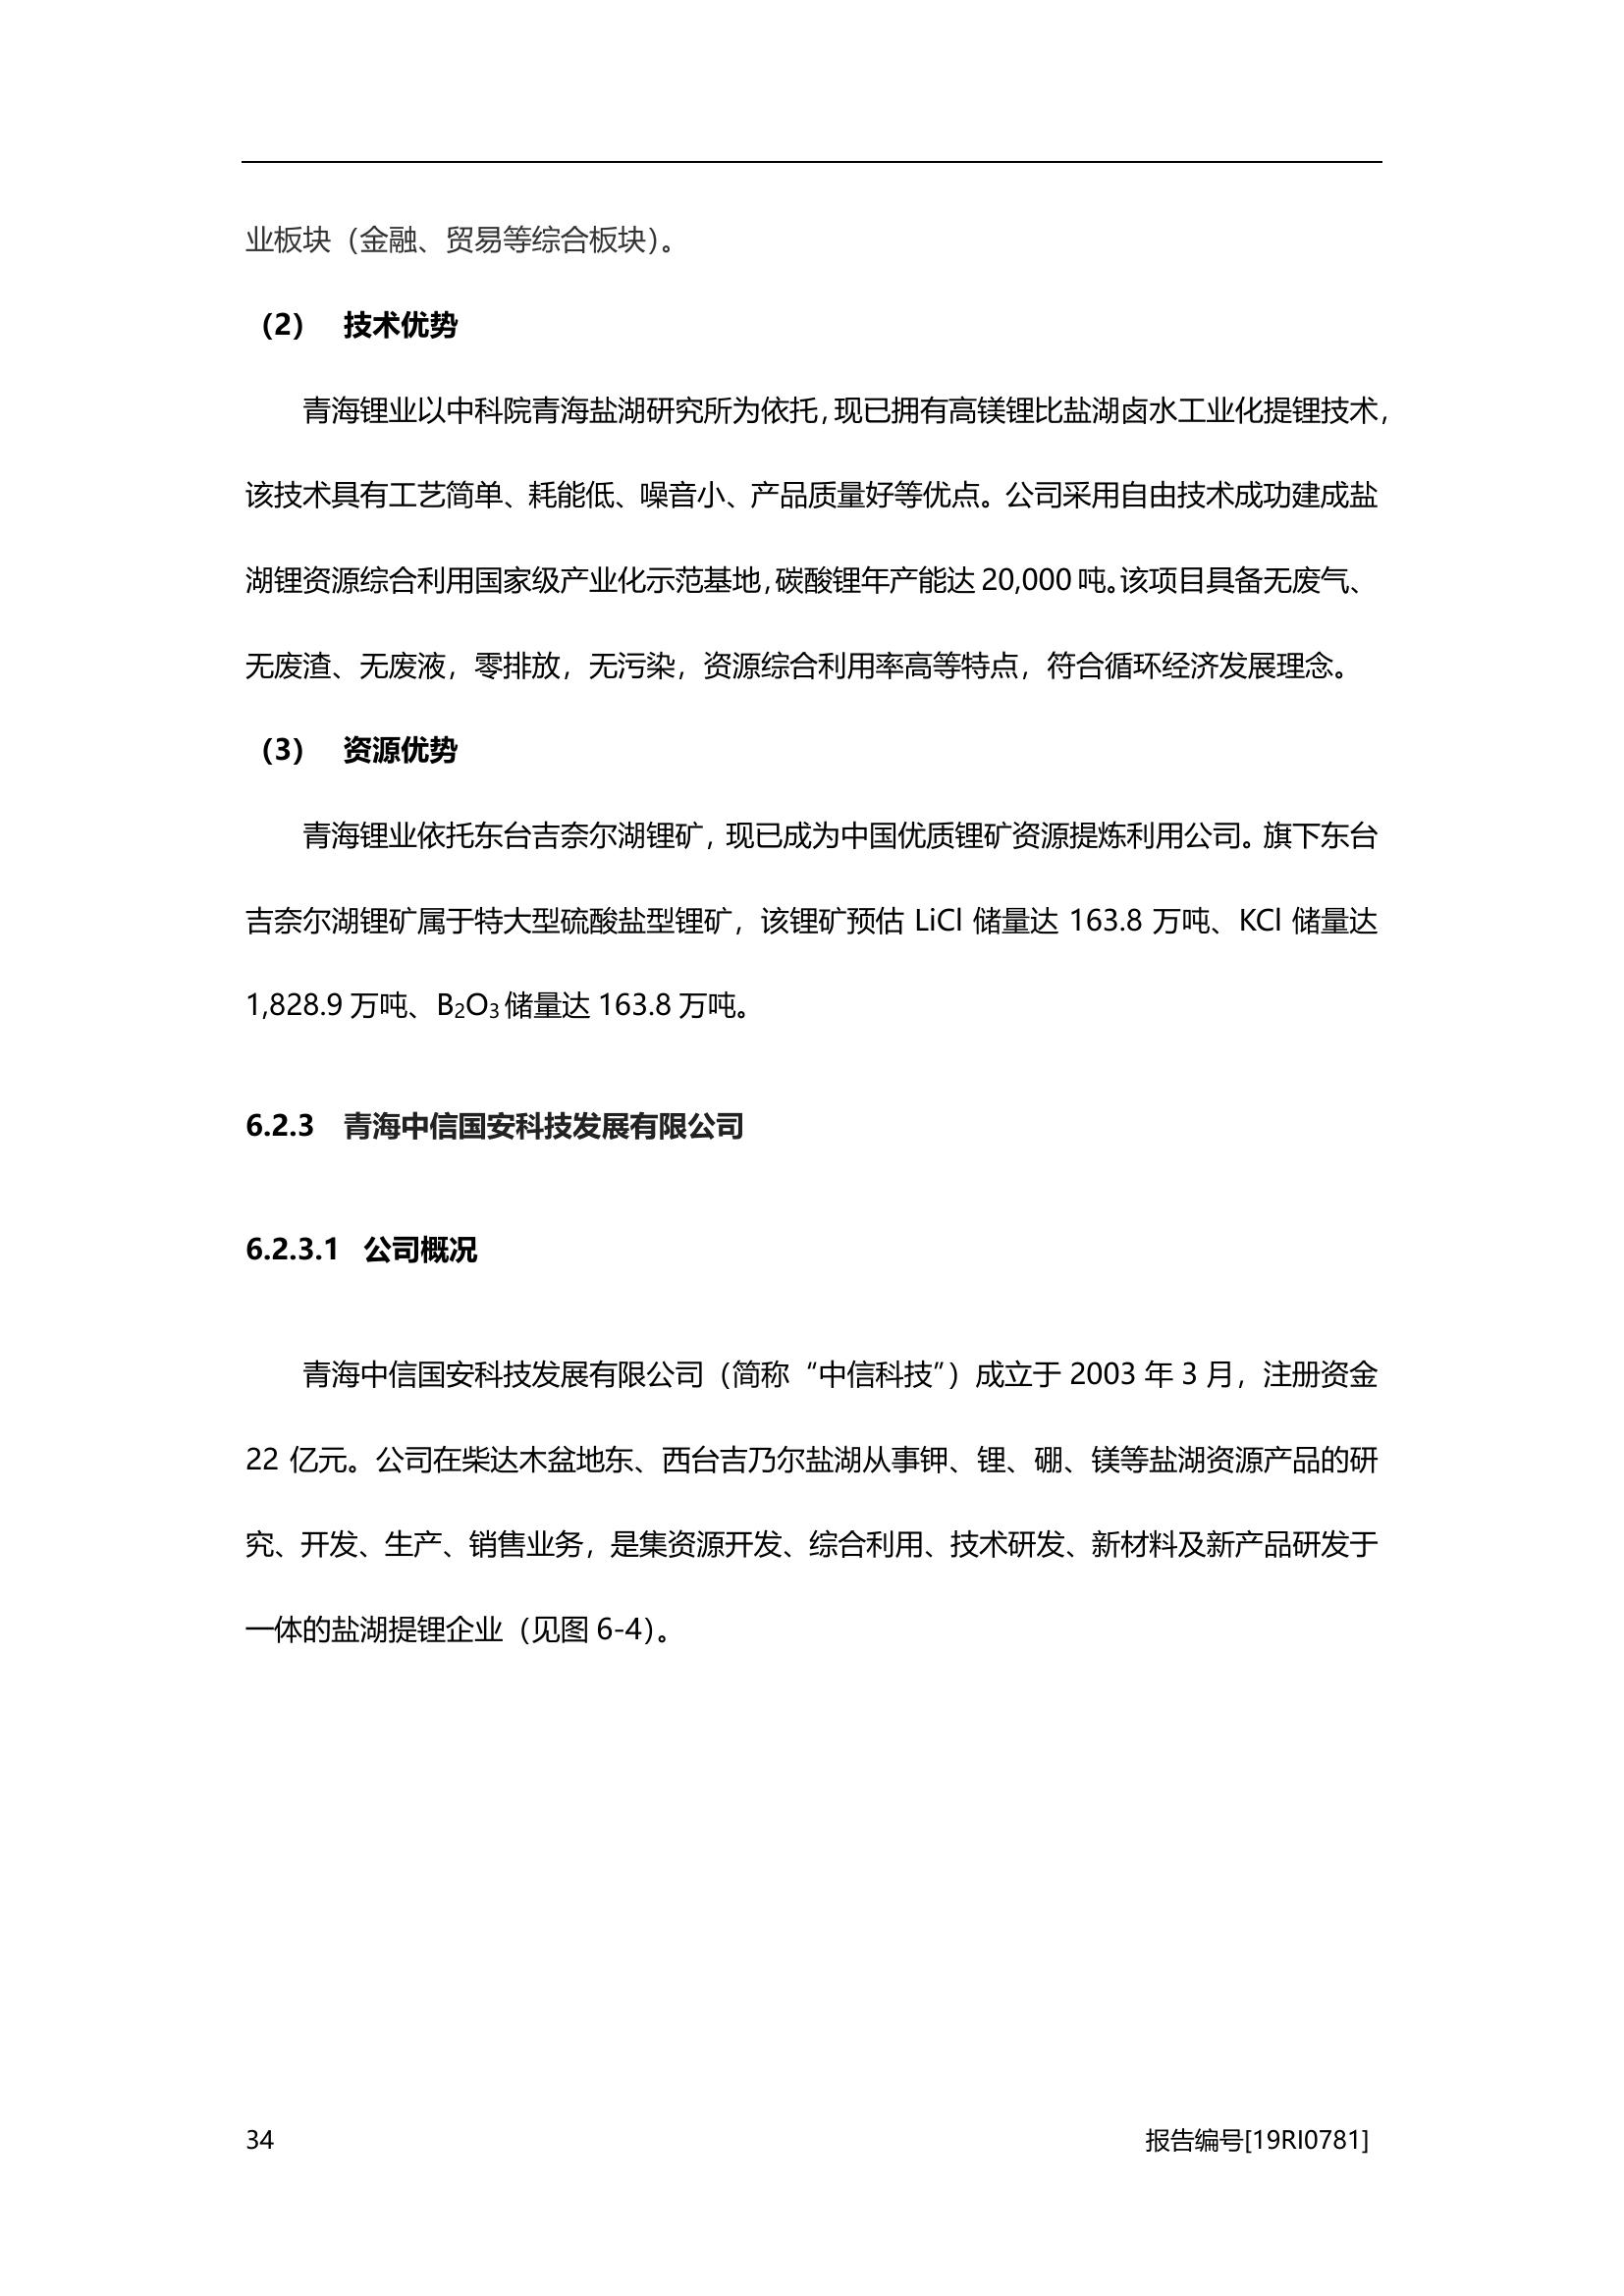 业板块（金融、贸易等综合板块）。
（2） 技术优势
青海锂业以中科院青海盐湖研究所为依托，现已拥有高镁锂比盐湖卤水工业化提锂技术，
该技术具有工艺简单、耗能低、噪音小、产品质量好等优点。公司采用自由技术成功建成盐
湖锂资源综合利用国家级产业化示范基地，碳酸锂年产能达 20,000 吨。该项目具备无废气、
无废渣、无废液，零排放，无污染，资源综合利用率高等特点，符合循环经济发展理念。
（3） 资源优势
青海锂业依托东台吉奈尔湖锂矿，现已成为中国优质锂矿资源提炼利用公司。旗下东台
吉奈尔湖锂矿属于特大型硫酸盐型锂矿，该锂矿预估 LiCl 储量达 163.8 万吨、KCl 储量达
1,828.9 万吨、B₂O₃ 储量达 163.8 万吨。
6.2.3 青海中信国安科技发展有限公司
6.2.3.1 公司概况
青海中信国安科技发展有限公司（简称“中信科技”）成立于 2003 年 3 月，注册资金
22 亿元。公司在柴达木盆地东、西台吉乃尔盐湖从事钾、锂、硼、镁等盐湖资源产品的研
究、开发、生产、销售业务，是集资源开发、综合利用、技术研发、新材料及新产品研发于
一体的盐湖提锂企业（见图 6-4）。
34 报告编号[19RI0781]